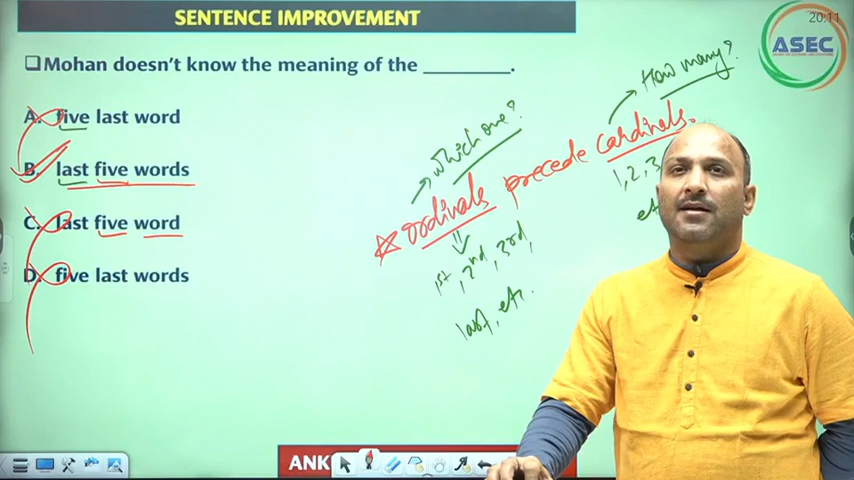 SENTENCE IMPROVEMENT
20:11
ASEC
❑Mohan doesn't know the meaning of the ________.
A. five last word
B. last five words
C. last five word
D. five last words
How many?
which one?
☆ ordinals precede cardinals.
1, 2, 3
etc
1st, 2nd, 3rd,
last, etc.
ANK